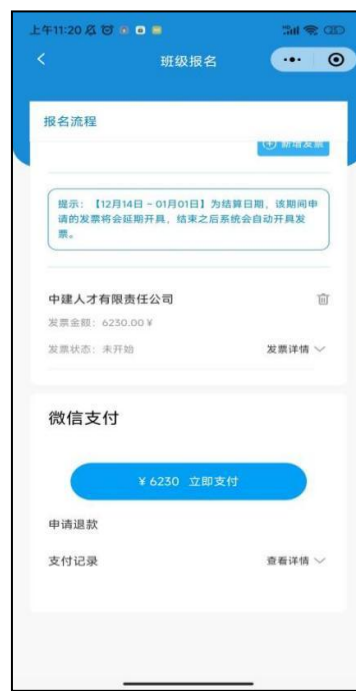 上午11:20
班级报名
报名流程
新增发票
提示：【12月14日 - 01月01日】为结算日期，该期间申
请的发票将会延期开具，结束之后系统会自动开具发
票。
中建人才有限责任公司
发票金额：6230.00￥
发票状态：未开始 发票详情
微信支付
￥6230 立即支付
申请退款
支付记录 查看详情